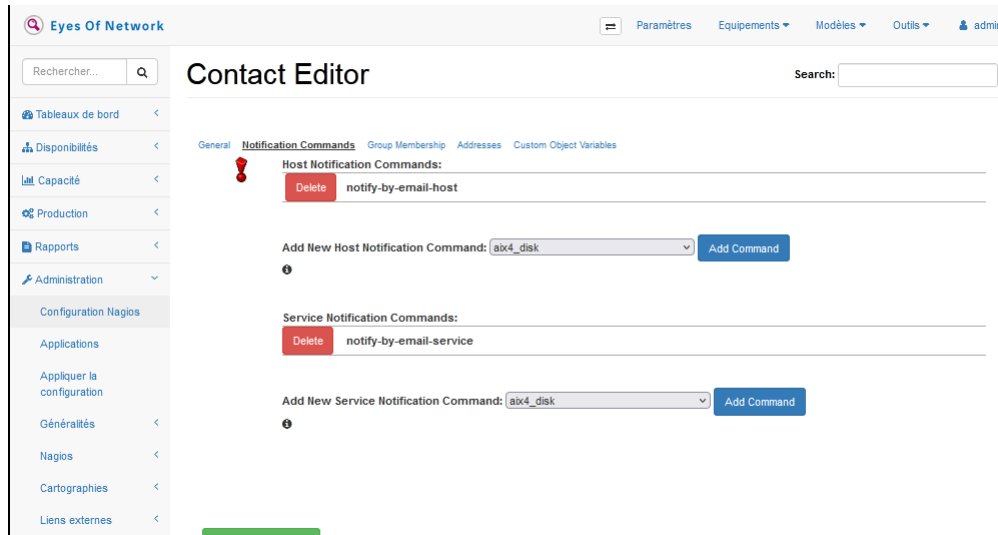 Eyes Of Network
Paramètres Equipements Modèles Outils admin
Rechercher...
Contact Editor
Search:
Tableaux de bord
Disponibilités
Capacité
Production
Rapports
Administration
Configuration Nagios
Applications
Appliquer la
configuration
Généralités
Nagios
Cartographies
Liens externes
General Notification Commands Group Membership Addresses Custom Object Variables
Host Notification Commands:
Delete notify-by-email-host
Add New Host Notification Command: aix4_disk Add Command
Service Notification Commands:
Delete notify-by-email-service
Add New Service Notification Command: aix4_disk Add Command